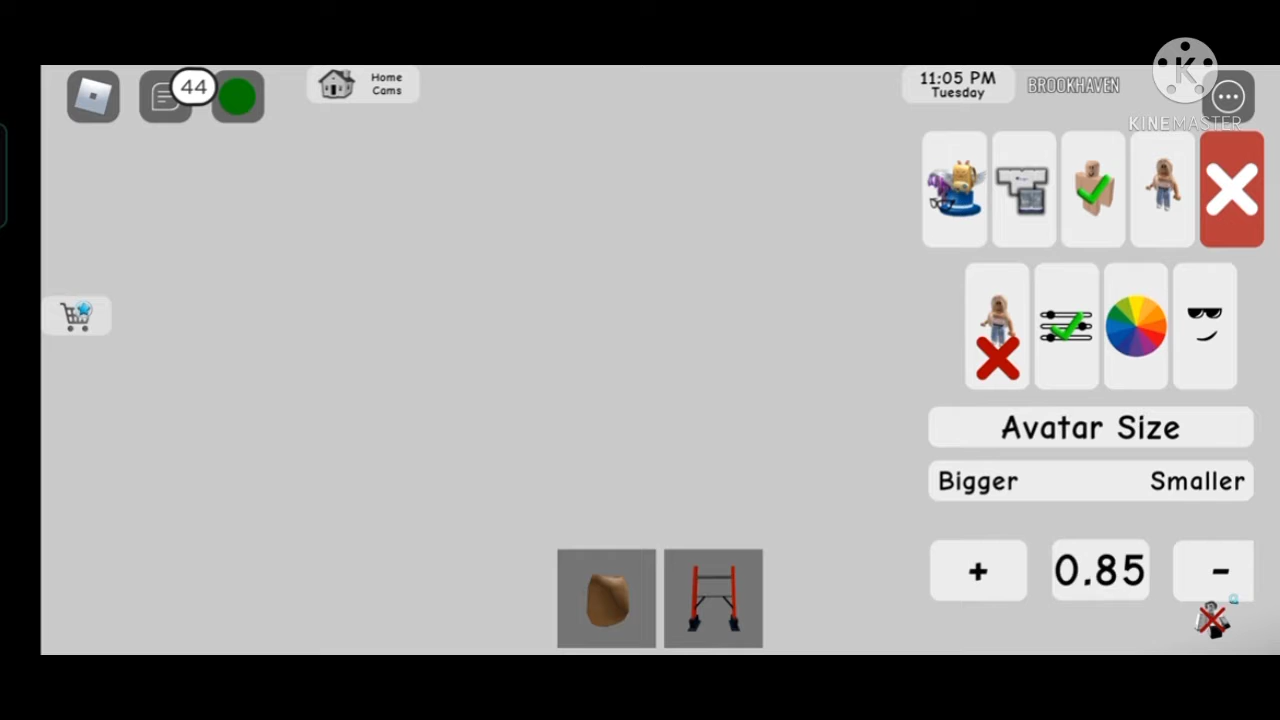 44
Home
Cams
11:05 PM
Tuesday
BROOKHAVEN
K
KINEMASTER
Avatar Size
Bigger
Smaller
+
0.85
-